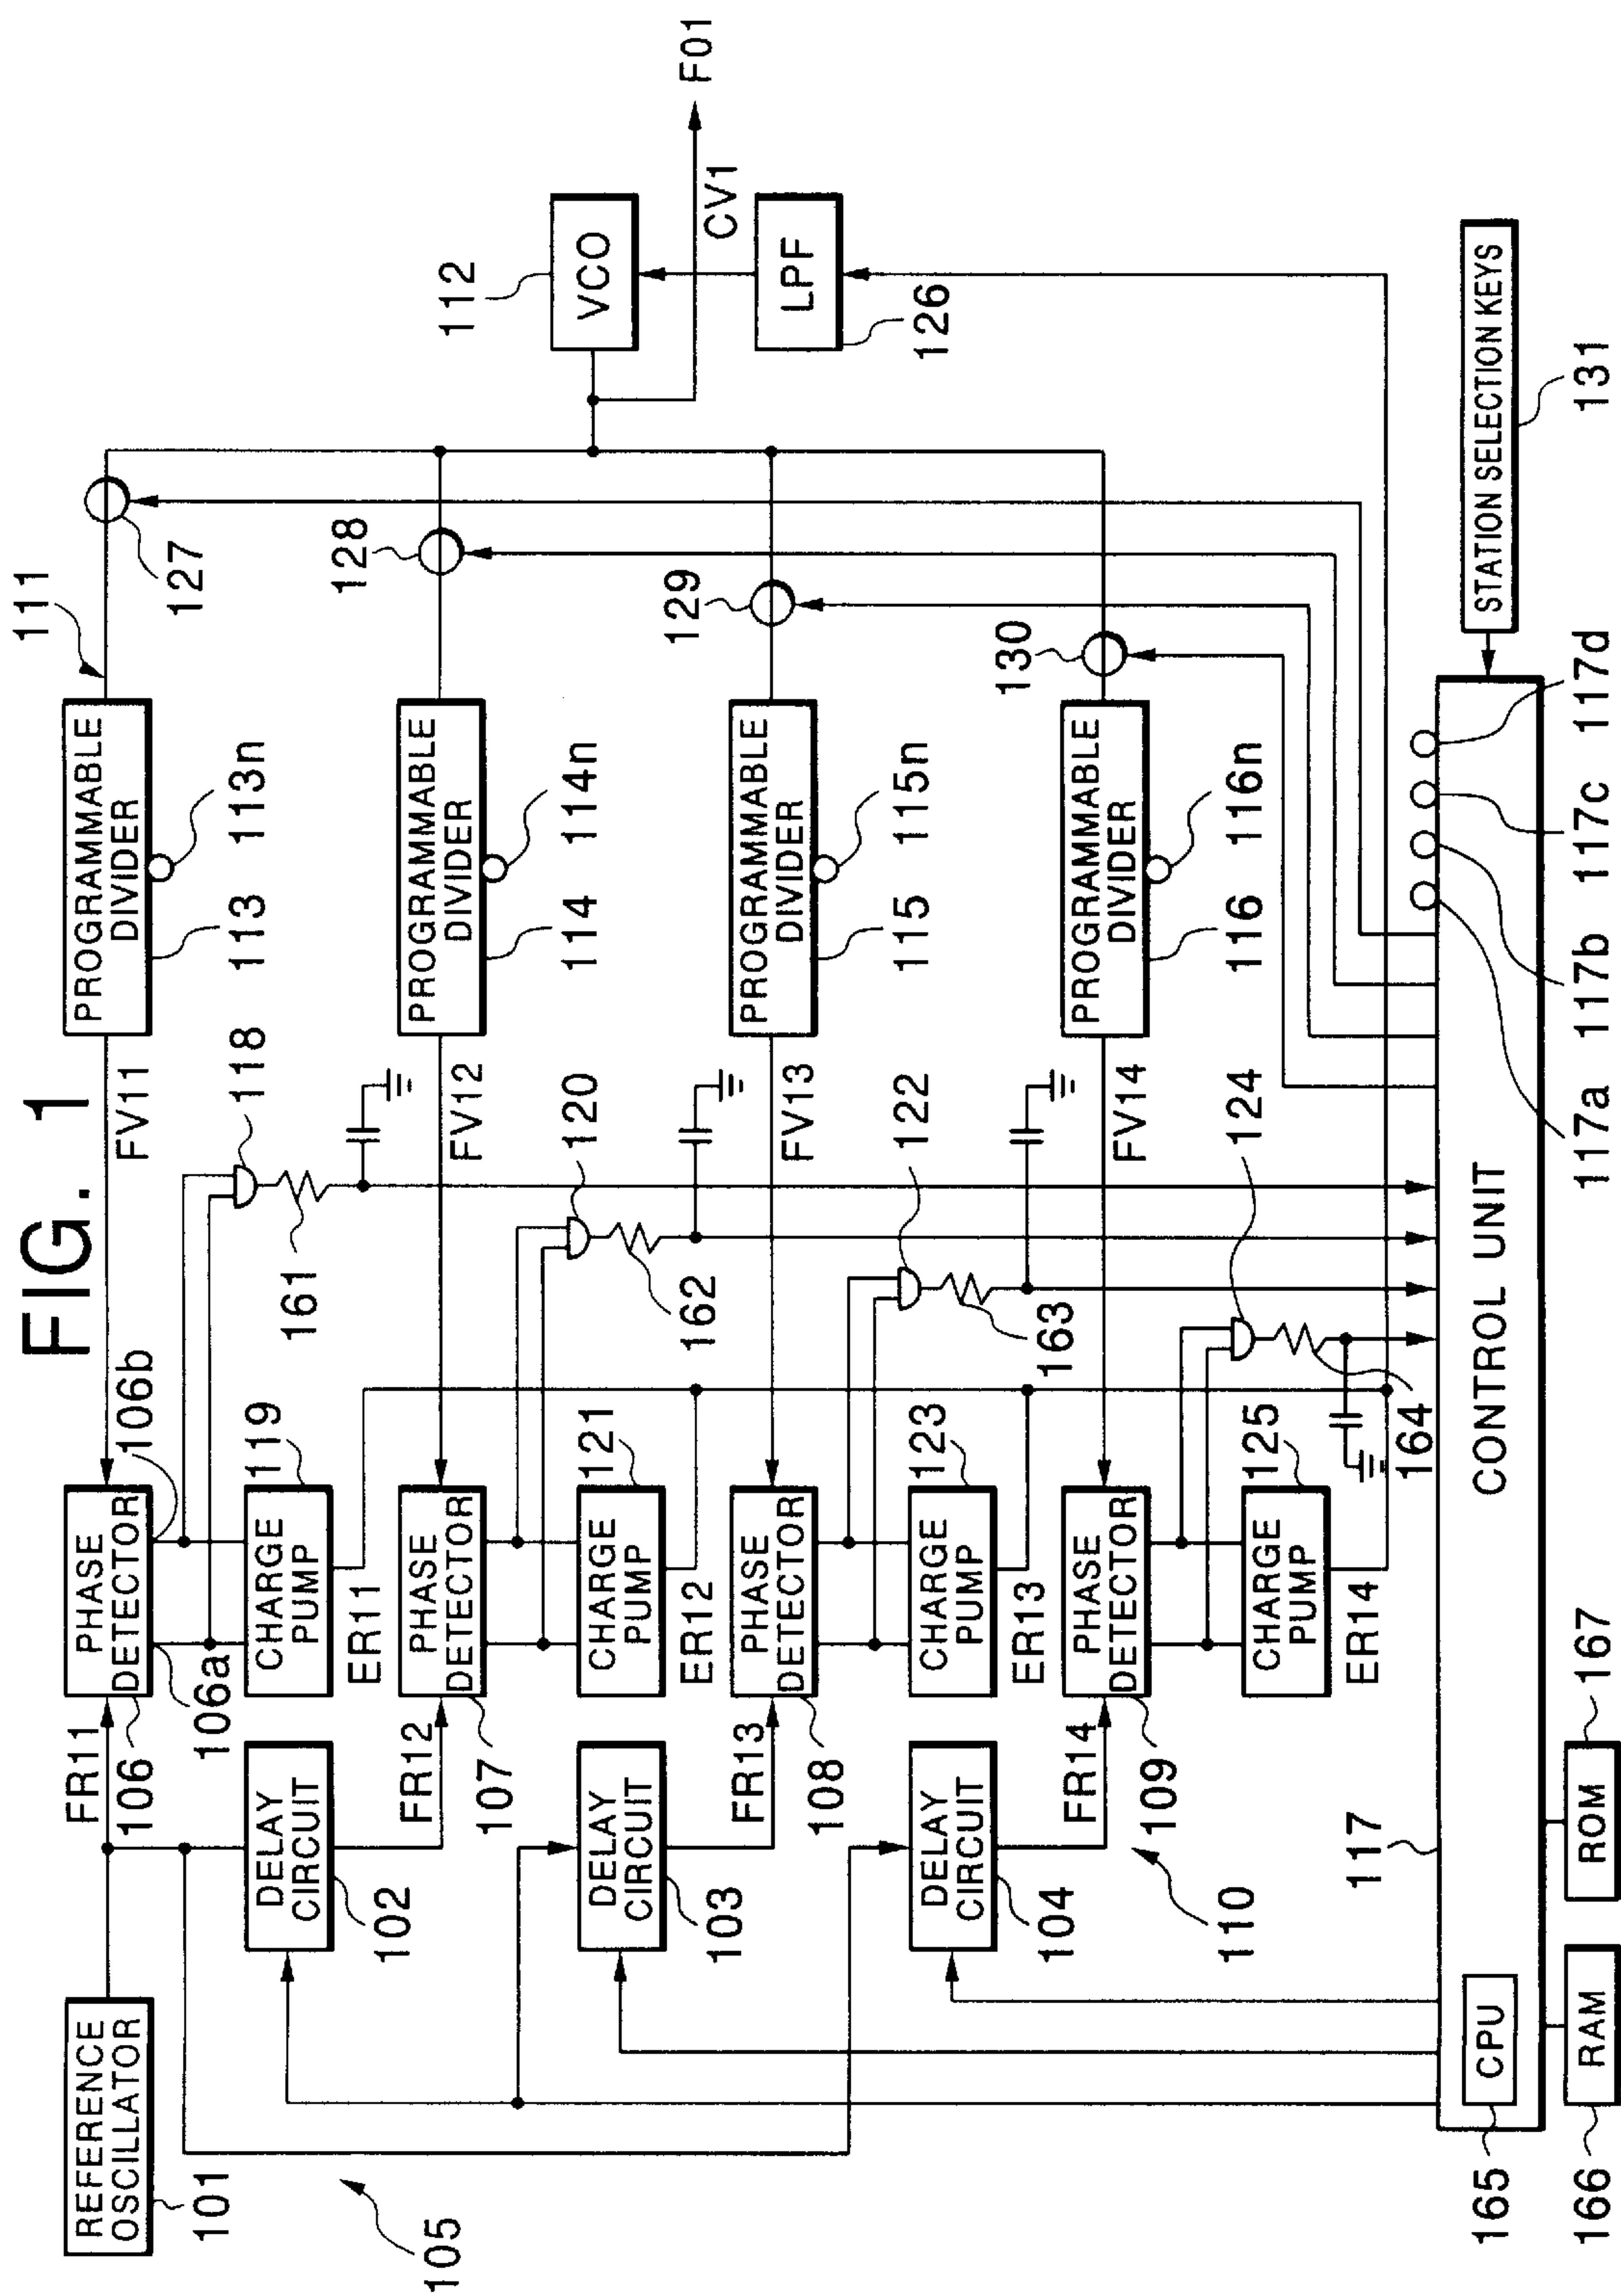 FIG. 1
REFERENCE
OSCILLATOR
101
105
FR11
106
PHASE
DETECTOR
106a
106b
FV11
PROGRAMMABLE
DIVIDER
113
113n
111
127
118
161
CHARGE
PUMP
119
ER11
DELAY
CIRCUIT
102
FR12
107
PHASE
DETECTOR
FV12
PROGRAMMABLE
DIVIDER
114
114n
128
120
162
CHARGE
PUMP
121
ER12
DELAY
CIRCUIT
103
FR13
108
PHASE
DETECTOR
FV13
PROGRAMMABLE
DIVIDER
115
115n
129
122
163
CHARGE
PUMP
123
ER13
DELAY
CIRCUIT
104
FR14
109
110
PHASE
DETECTOR
FV14
PROGRAMMABLE
DIVIDER
116
116n
130
124
164
CHARGE
PUMP
125
ER14
112
VCO
F01
CV1
LPF
126
117
CONTROL UNIT
117a
117b
117c
117d
STATION SELECTION KEYS
131
CPU
165
RAM
166
ROM
167